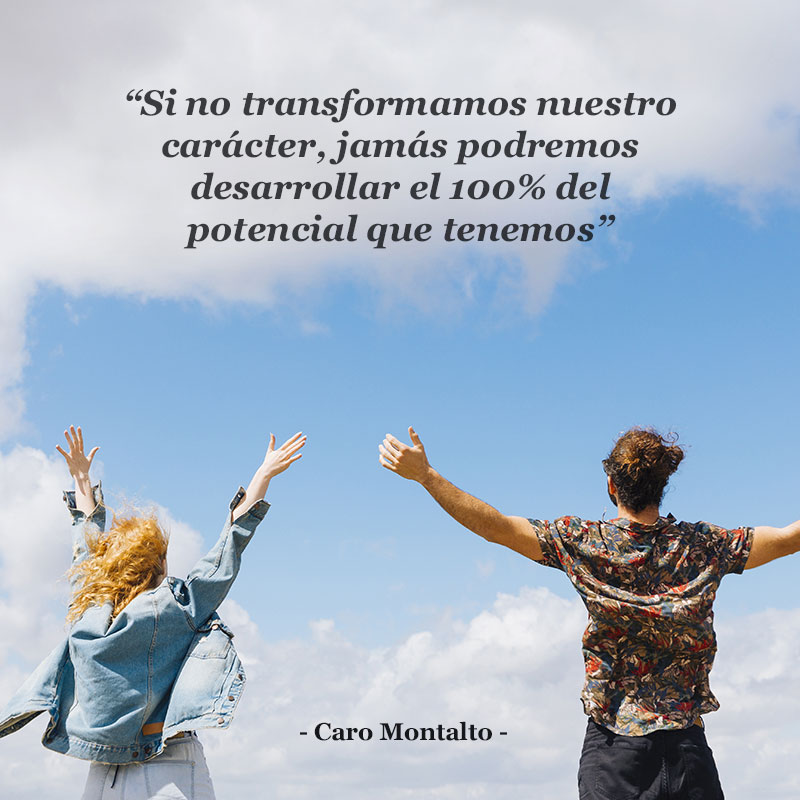 “Si no transformamos nuestro
carácter, jamás podremos
desarrollar el 100% del
potencial que tenemos”
- Caro Montalto -